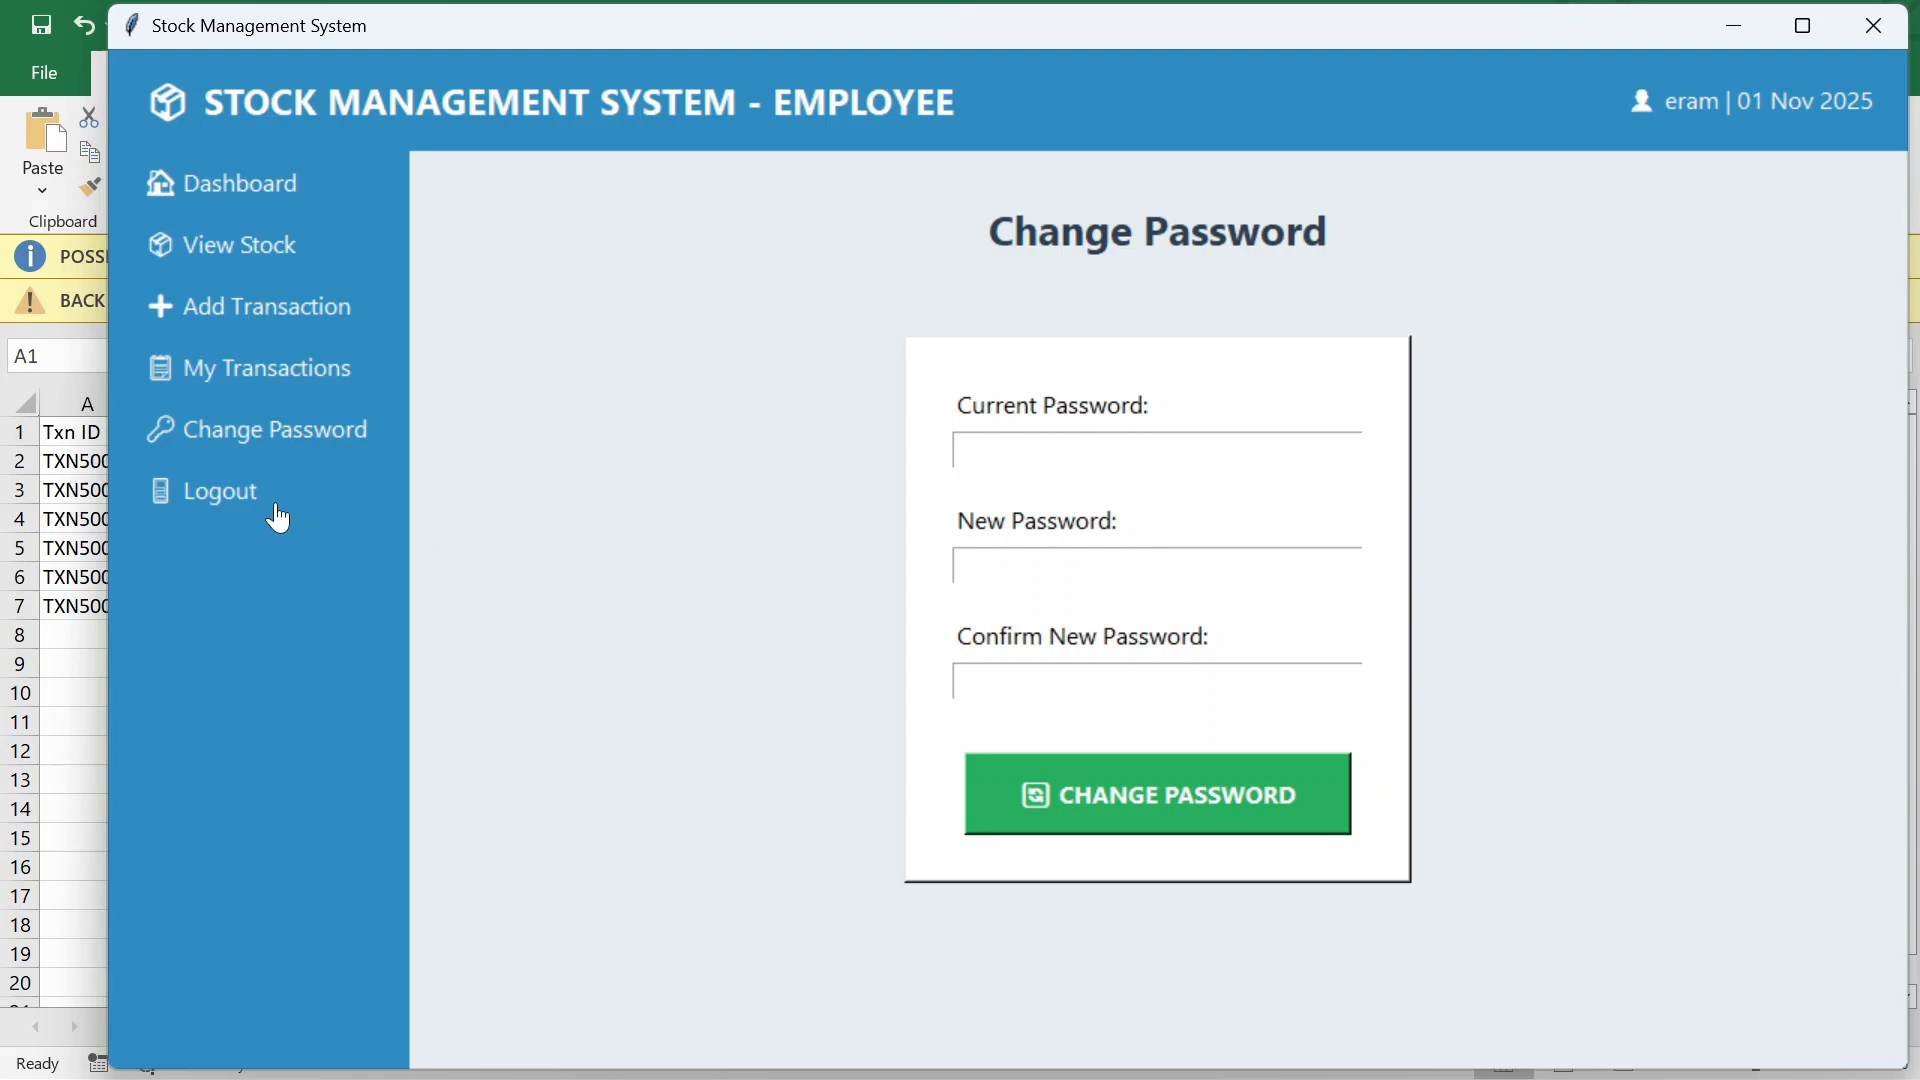 Stock Management System
File
STOCK MANAGEMENT SYSTEM - EMPLOYEE
eram | 01 Nov 2025
Paste
Clipboard
Dashboard
View Stock
Add Transaction
My Transactions
Change Password
Logout
BACK
A1
A
1 Txn ID
2 TXN500
3 TXN500
4 TXN500
5 TXN500
6 TXN500
7 TXN500
8
9
10
11
12
13
14
15
16
17
18
19
20
Ready
Change Password
Current Password:
New Password:
Confirm New Password:
CHANGE PASSWORD